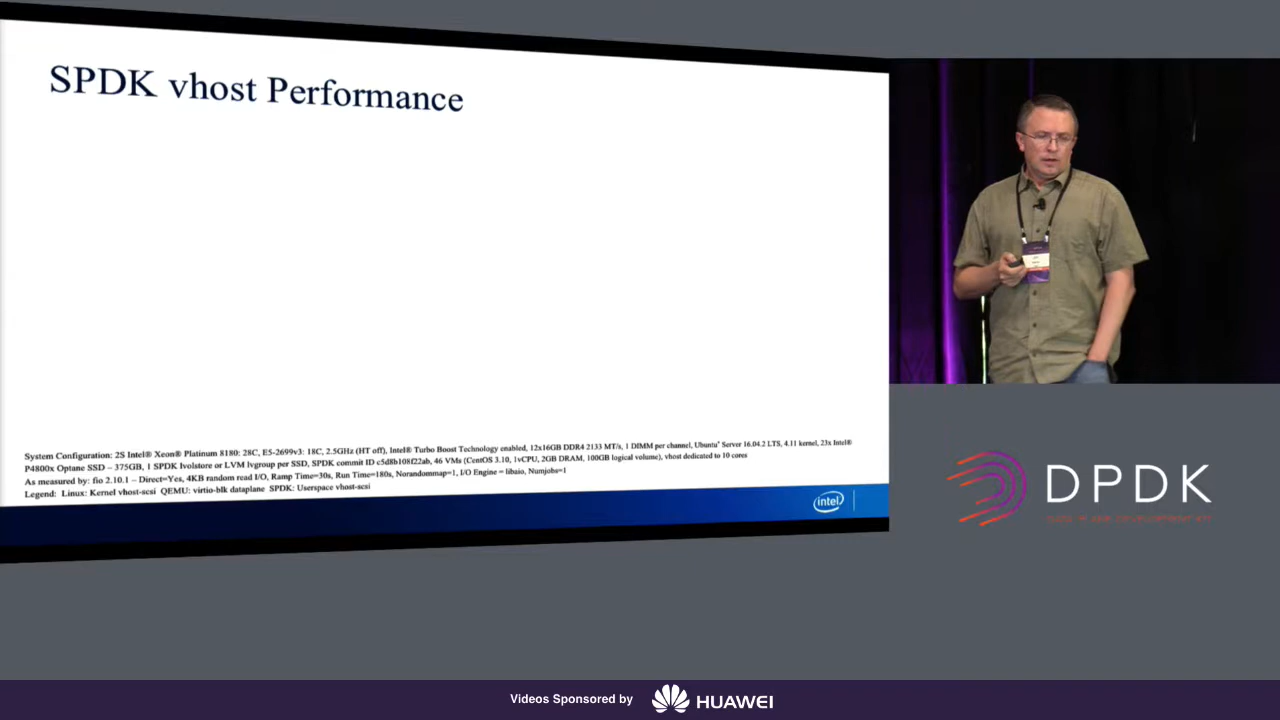 SPDK vhost Performance
System Configuration: 2S Intel® Xeon® Platinum 8180: 28C, E5-2699v3: 18C, 2.5GHz (HT off), Intel® Turbo Boost Technology enabled, 12x16GB DDR4 2133 MT/s, 1 DIMM per channel, Ubuntu* Server 16.04.2 LTS, 4.11 kernel, 23x Intel®
P4800x Optane SSD – 375GB, 1 SPDK lvolstore or LVM lvgroup per SSD, SPDK commit ID c5d8b108f22ab, 46 VMs (CentOS 3.10, 1vCPU, 2GB DRAM, 100GB logical volume), vhost dedicated to 10 cores
As measured by: fio 2.10.1 – Direct=Yes, 4KB random read I/O, Ramp Time=30s, Run Time=180s, Norandommap=1, I/O Engine = libaio, Numjobs=1
Legend: Linux: Kernel vhost-scsi QEMU: virtio-blk dataplane SPDK: Userspace vhost-scsi
intel
DPDK
Videos Sponsored by
HUAWEI